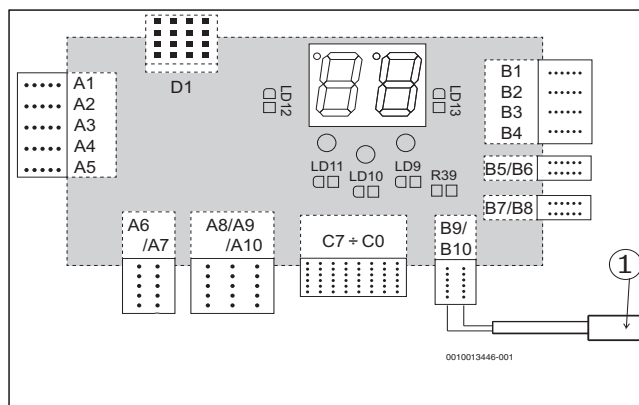 A1
A2
A3
A4
A5
D1
LD12
LD13
B1
B2
B3
B4
LD11
LD10
LD9
R39
B5/B6
B7/B8
A6
/A7
A8/A9
/A10
C7 ÷ C0
B9/
B10
1
0010013446-001